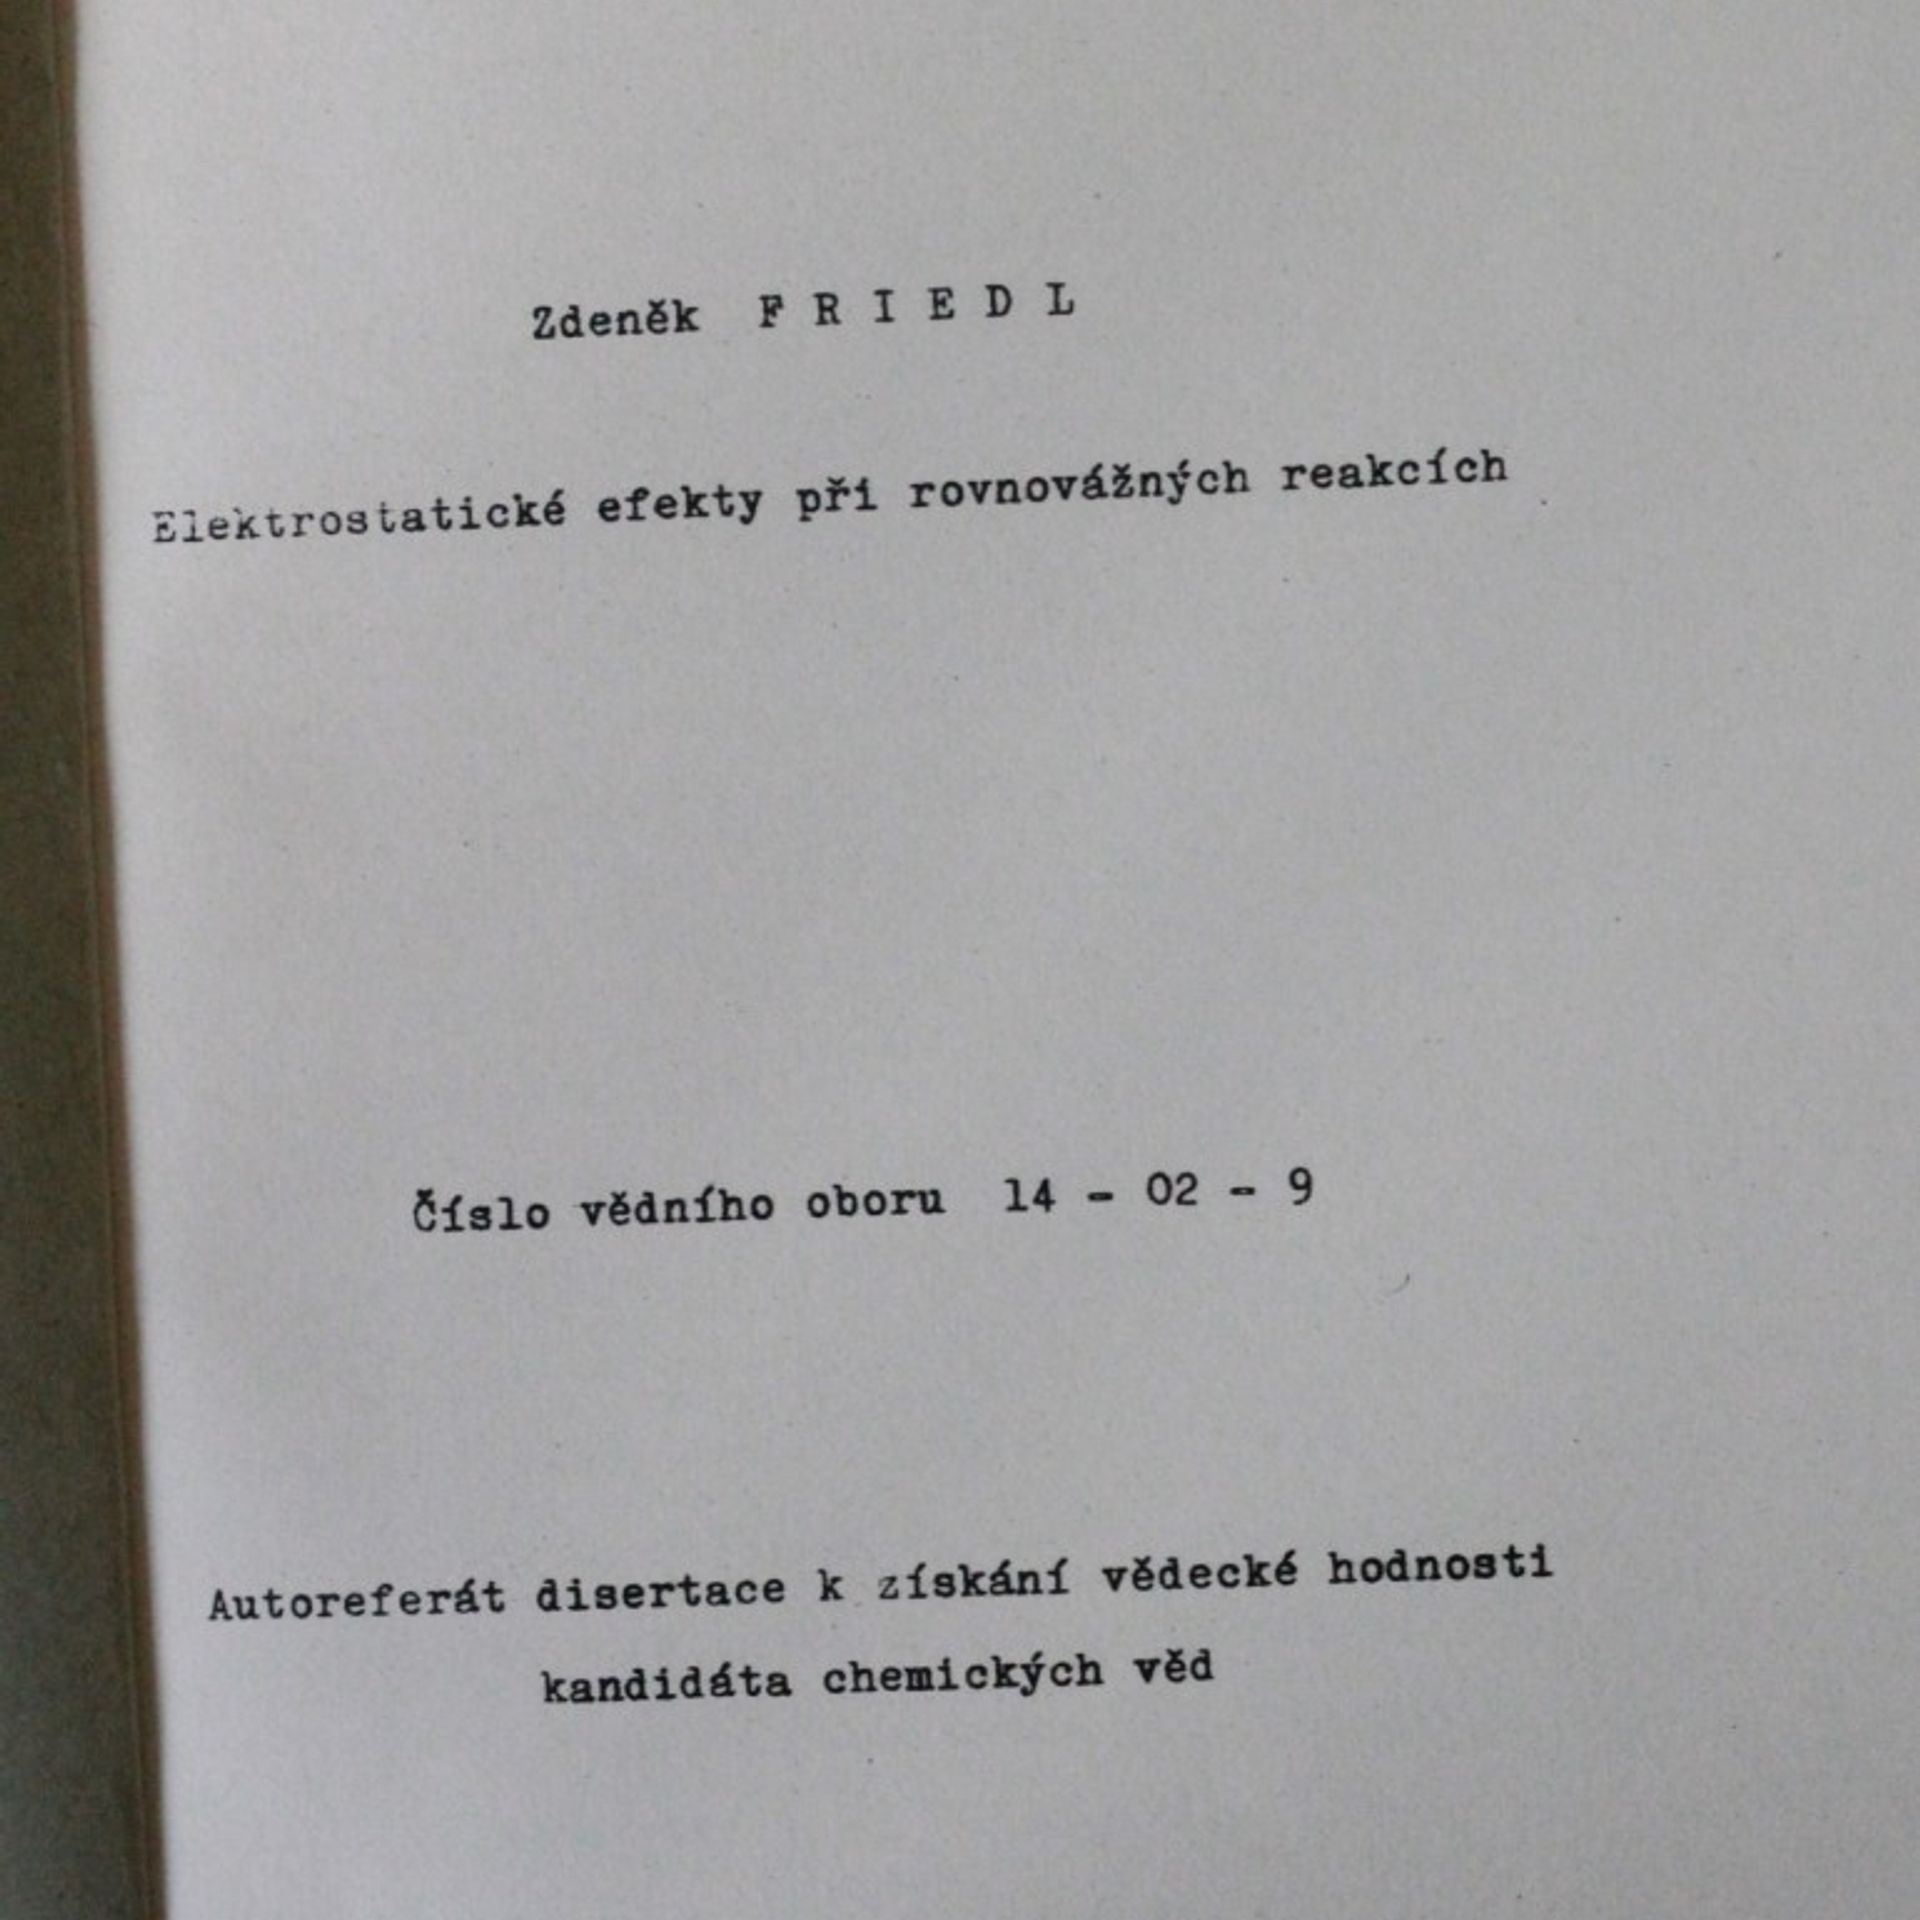 Zdeněk F R I E D L
Elektrostatické efekty při rovnovážných reakcích
Číslo vědního oboru 14 - 02 - 9
Autoreferát disertace k získání vědecké hodnosti
kandidáta chemických věd